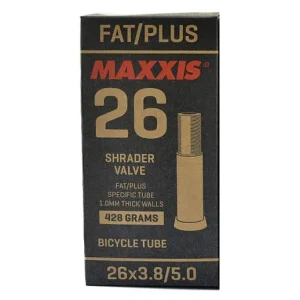 FAT/PLUS
MAXXIS®
26
SHRADER
VALVE
FAT/PLUS
SPECIFIC TUBE
1.0MM THICK WALLS
428 GRAMS
BICYCLE TUBE
26x3.8/5.0